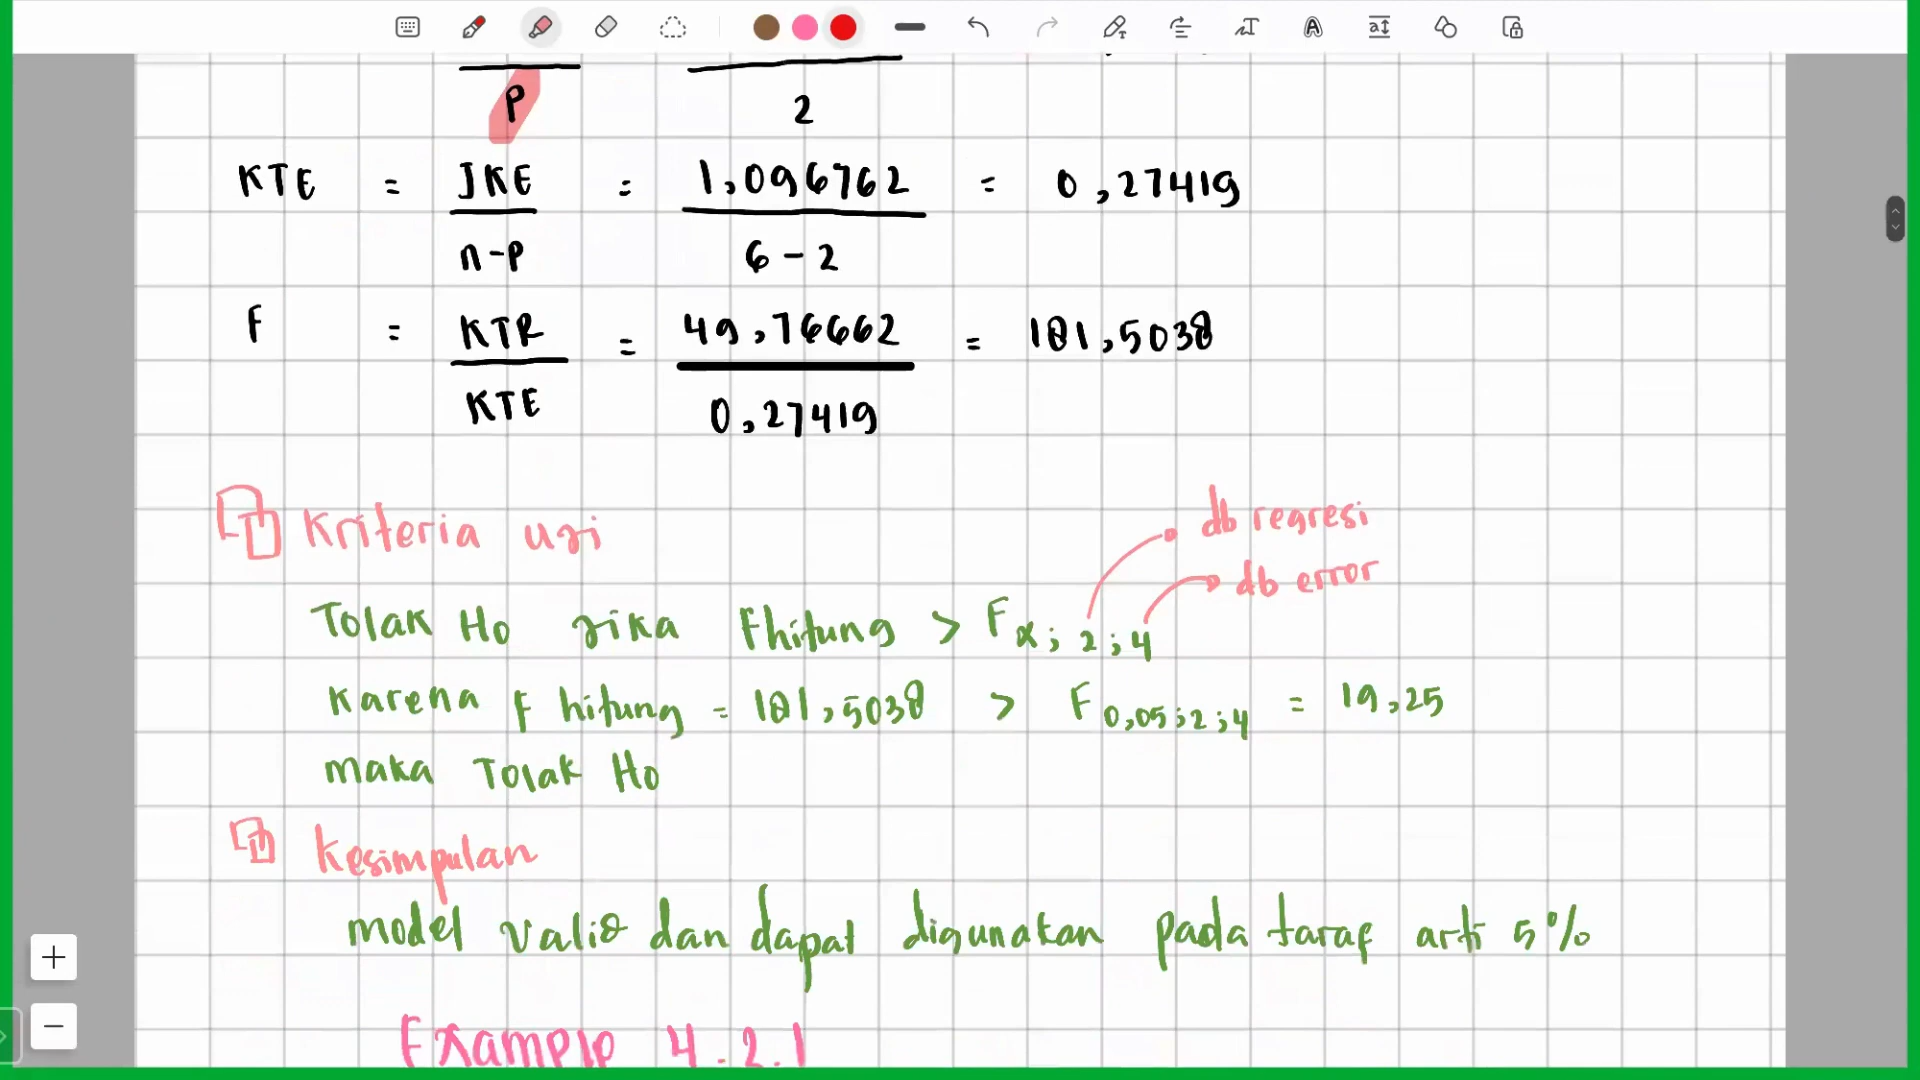 P 2
KTE = JKE = 1,096762 = 0,27419
n-p 6-2
F = KTR = 49,76662 = 181,5038
KTE 0,27419
Kriteria uji
db regresi
db error
Tolak Ho jika Fhitung > Fα; 2; 4
Karena F hitung = 181,5038 > F0,05;2;4 = 19,25
maka Tolak Ho
Kesimpulan
model valid dan dapat digunakan pada taraf arti 5%
Example 4.2.1